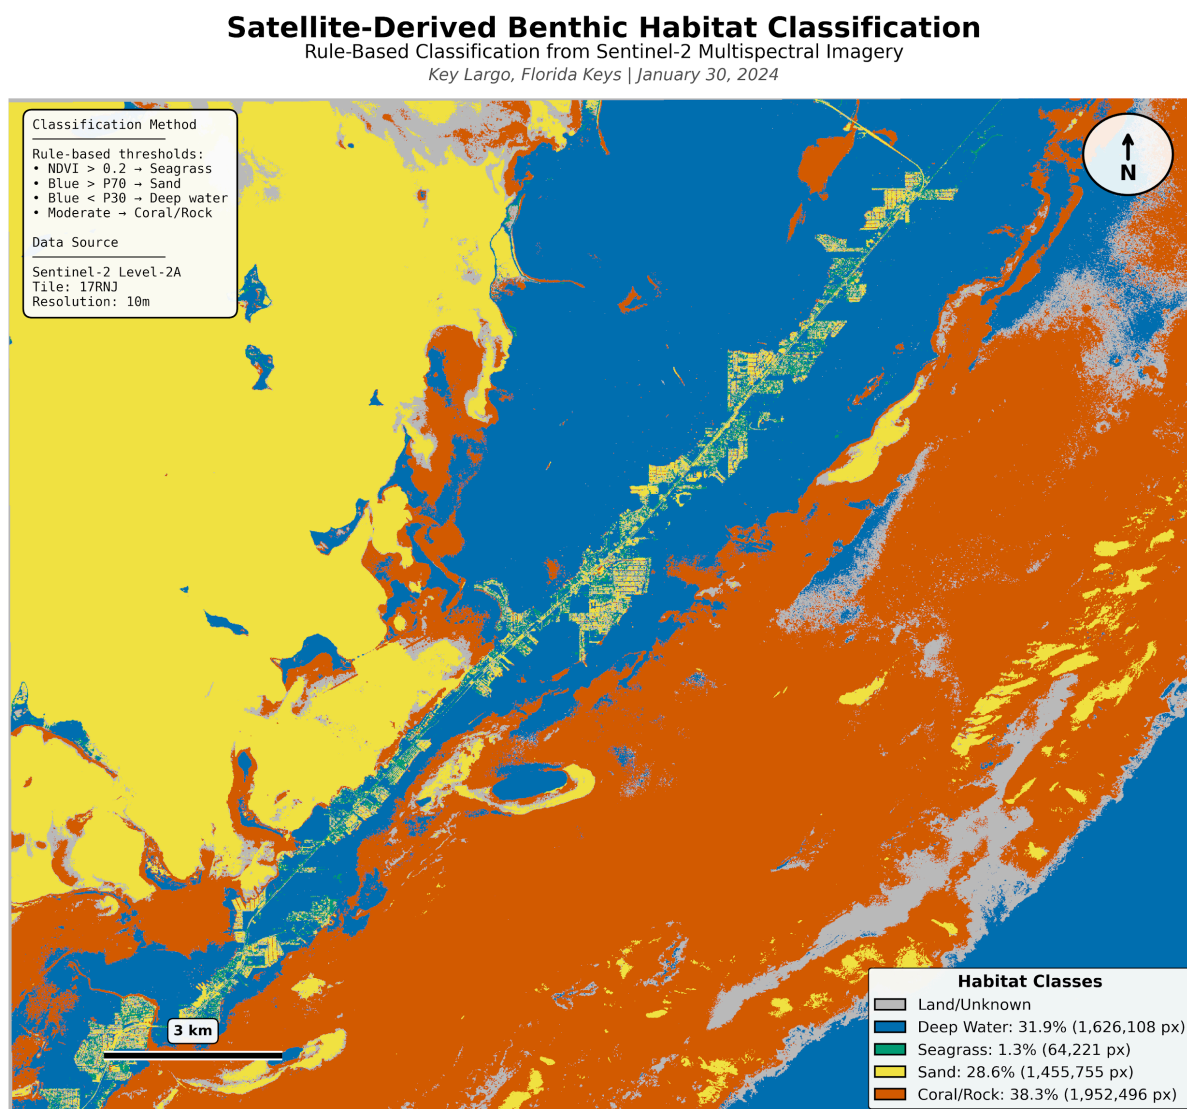 Satellite-Derived Benthic Habitat Classification
Rule-Based Classification from Sentinel-2 Multispectral Imagery
Key Largo, Florida Keys | January 30, 2024
Classification Method
Rule-based thresholds:
• NDVI > 0.2 → Seagrass
• Blue > P70 → Sand
• Blue < P30 → Deep water
• Moderate → Coral/Rock
Data Source
Sentinel-2 Level-2A
Tile: 17RNJ
Resolution: 10m
N
3 km
Habitat Classes
Land/Unknown
Deep Water: 31.9% (1,626,108 px)
Seagrass: 1.3% (64,221 px)
Sand: 28.6% (1,455,755 px)
Coral/Rock: 38.3% (1,952,496 px)